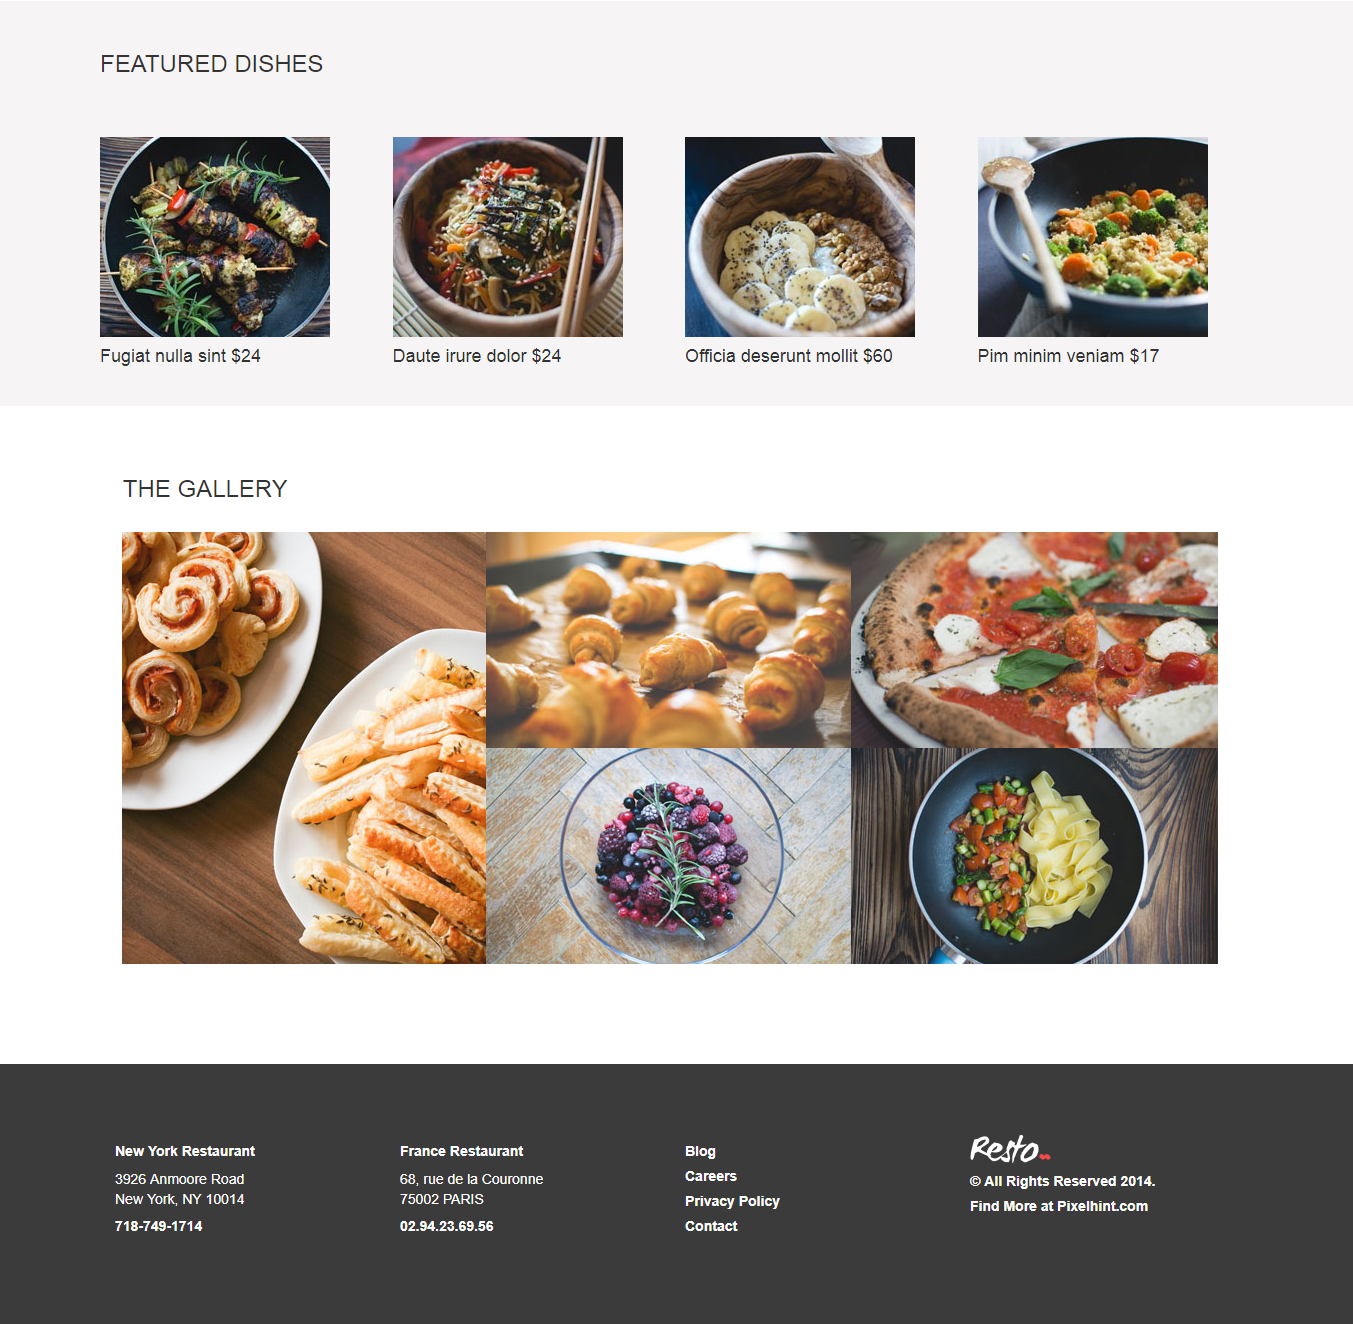 FEATURED DISHES
Fugiat nulla sint $24
Daute irure dolor $24
Officia deserunt mollit $60
Pim minim veniam $17
THE GALLERY
New York Restaurant
3926 Anmoore Road
New York, NY 10014
718-749-1714
France Restaurant
68, rue de la Couronne
75002 PARIS
02.94.23.69.56
Blog
Careers
Privacy Policy
Contact
Resto
© All Rights Reserved 2014.
Find More at Pixelhint.com